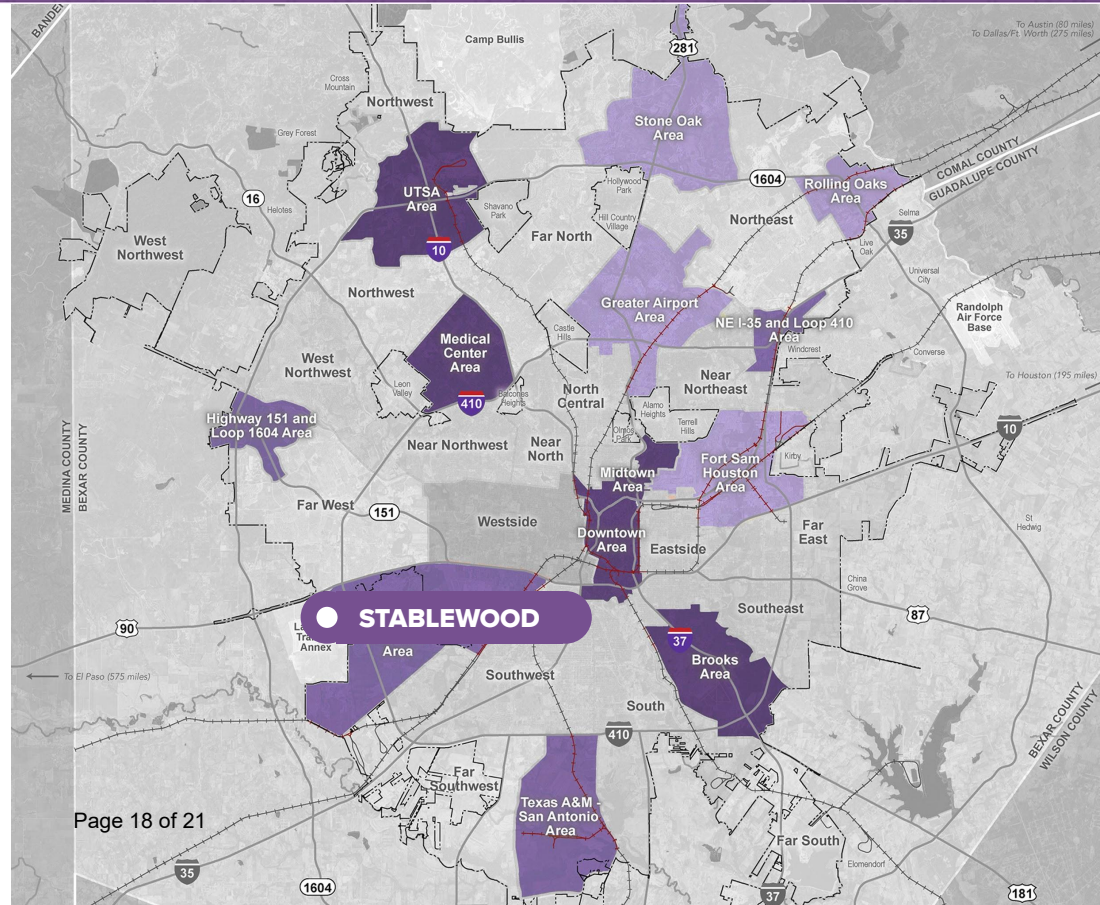 BANDE
Camp Bullis
281
To Austin (80 miles)
To Dallas/Ft. Worth (275 miles)
Cross
Mountain
Northwest
Stone Oak
Area
Grey Forest
COMAL COUNTY
GUADALUPE COUNTY
1604
Rolling Oaks
Area
UTSA
Area
Hollywood
Park
16
Helotes
Shavano
Park
Hill Country
Village
Northeast
Selma
35
West
Northwest
Far North
Live
Oak
10
Universal
City
Northwest
Greater Airport
Area
Randolph
Air Force
Base
NE I-35 and Loop 410
Area
Castle
Hills
Windcrest
Converse
Medical
Center
Area
West
Northwest
To Houston (195 miles)
Leon
Valley
North
Central
Near
Northeast
410
Balcones
Heights
Alamo
Heights
Terrell
Hills
Highway 151 and
Loop 1604 Area
Olmos
Park
10
Near Northwest
Near
North
Kirby
MEDINA COUNTY
BEXAR COUNTY
Midtown
Area
Fort Sam
Houston
Area
Far West
151
Westside
St
Hedwig
Downtown
Area
Eastside
Far
East
China
Grove
STABLEWOOD
Southeast
87
90
La
Tra
Annex
Area
37
Brooks
Area
To El Paso (575 miles)
Southwest
South
BEXAR COUNTY
WILSON COUNTY
410
Far
Southwest
Texas A&M -
San Antonio
Area
Page 18 of 21
Far South
Elomendorf
35
1604
37
181